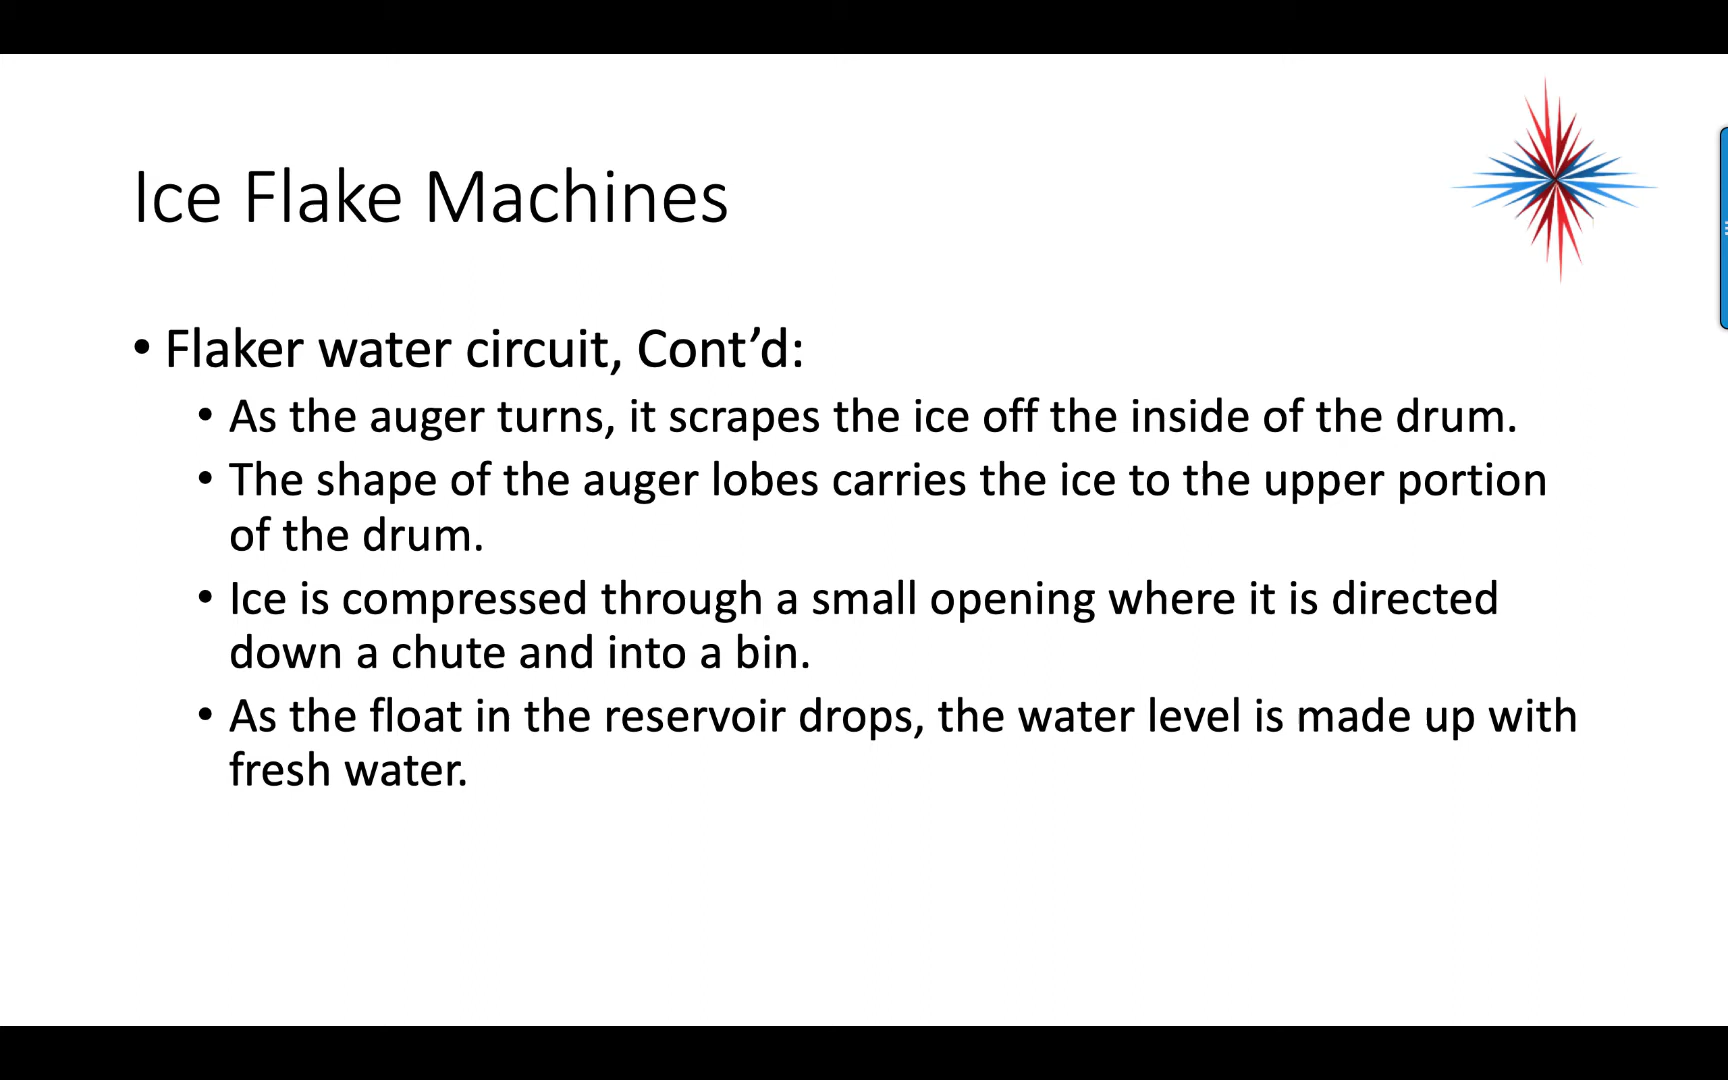 Ice Flake Machines
• Flaker water circuit, Cont’d:
• As the auger turns, it scrapes the ice off the inside of the drum.
• The shape of the auger lobes carries the ice to the upper portion
of the drum.
• Ice is compressed through a small opening where it is directed
down a chute and into a bin.
• As the float in the reservoir drops, the water level is made up with
fresh water.